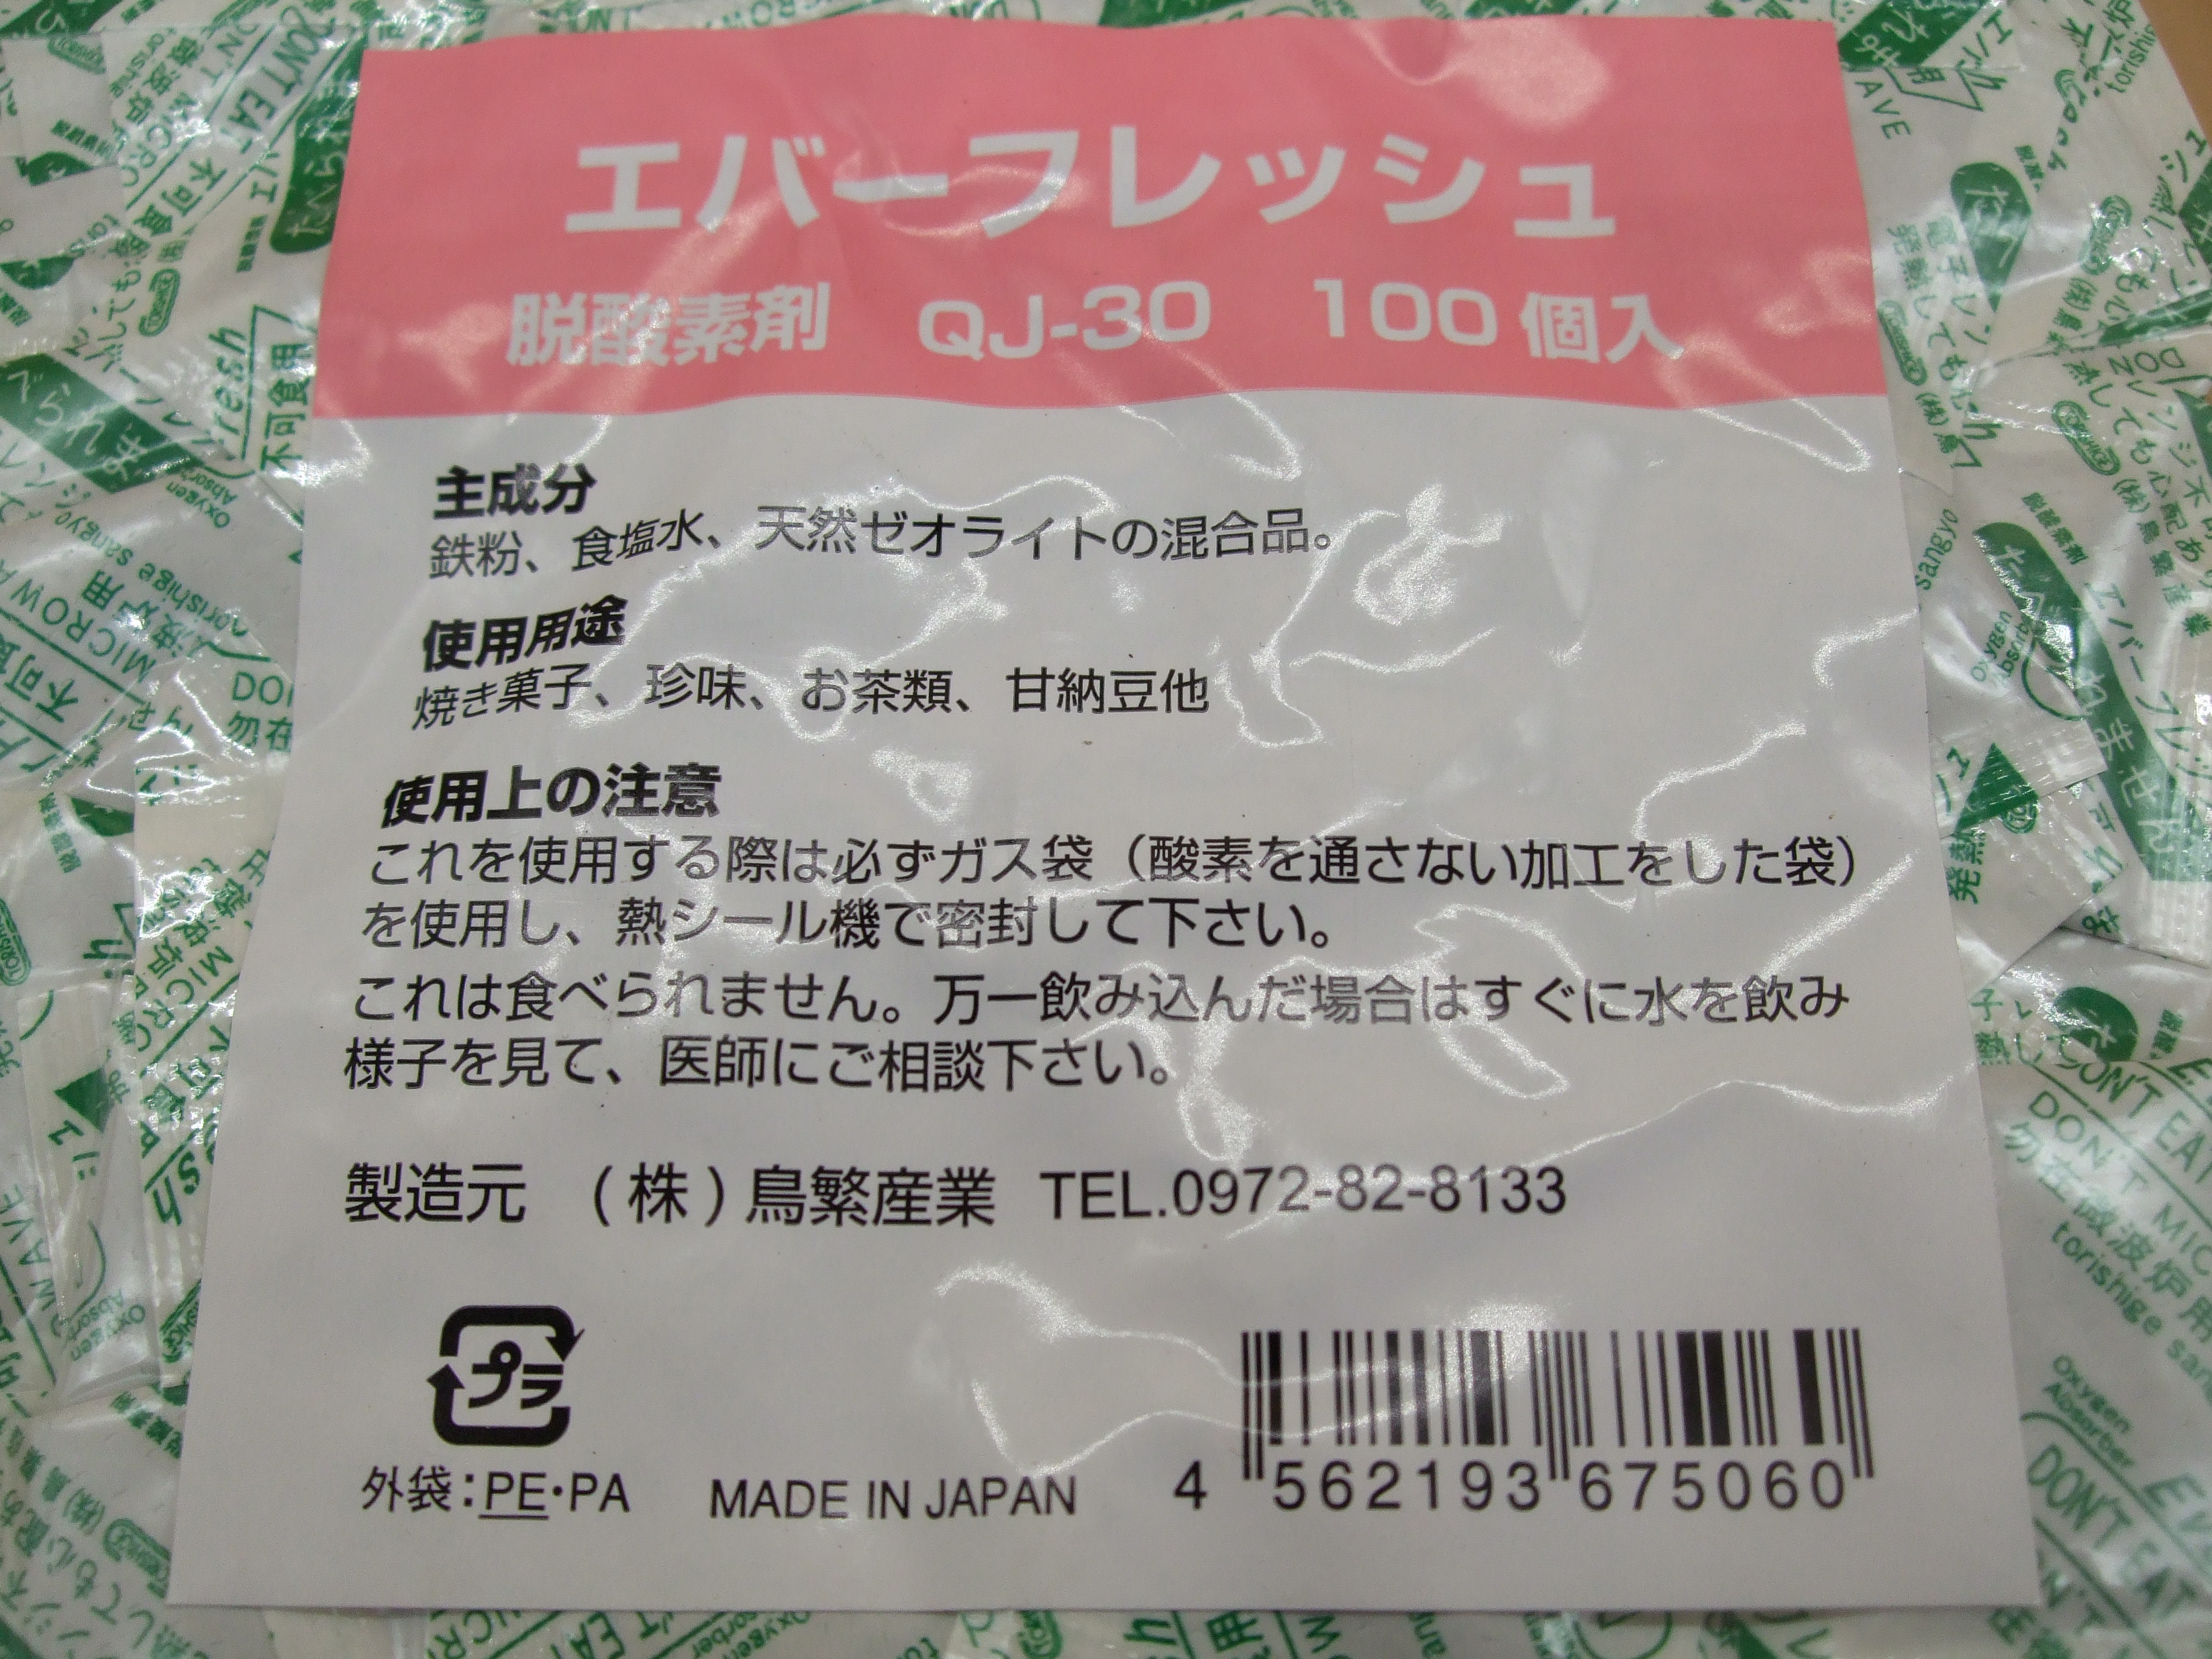 エバーフレッシュ
脱酸素剤 QJ-30 100個入
主成分
鉄粉、食塩水、天然ゼオライトの混合品。
使用用途
焼き菓子、珍味、お茶類、甘納豆他
使用上の注意
これを使用する際は必ずガス袋（酸素を通さない加工をした袋）
を使用し、熱シール機で密封して下さい。
これは食べられません。万一飲み込んだ場合はすぐに水を飲み
様子を見て、医師にご相談下さい。
製造元 (株)鳥繁産業 TEL.0972-82-8133
プラ
外袋：PE・PA MADE IN JAPAN
4 562193 675060